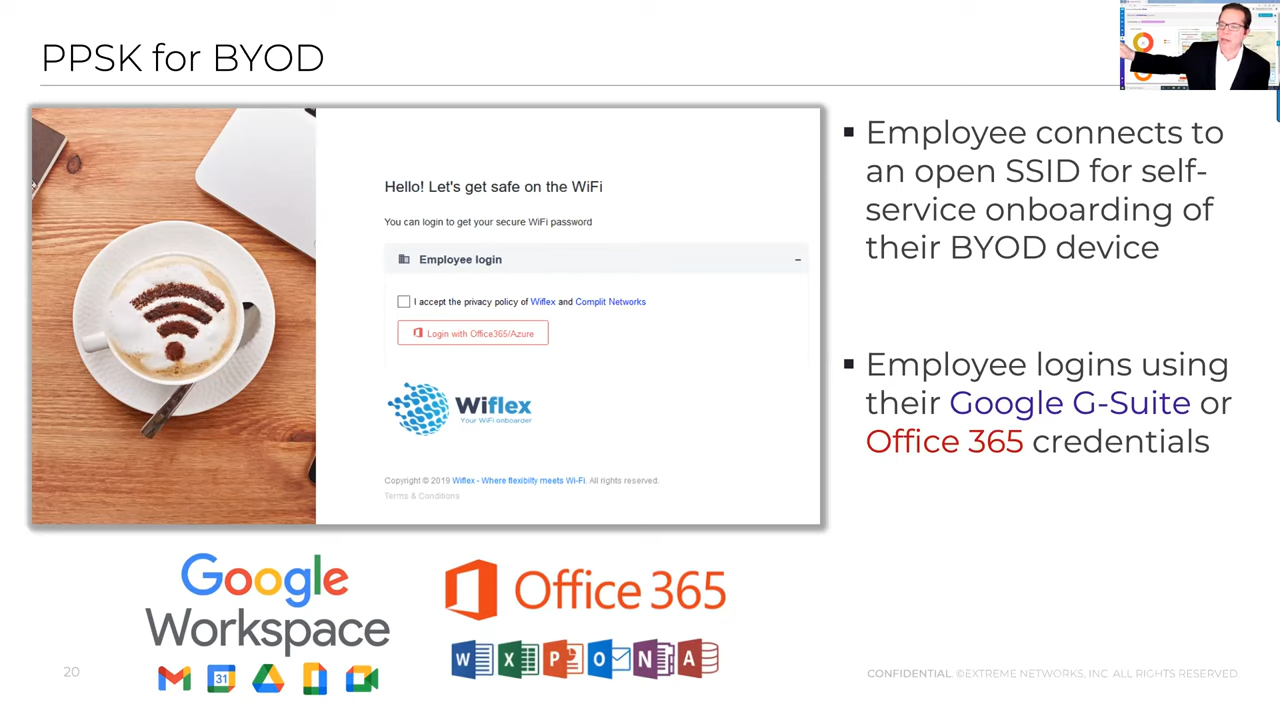 PPSK for BYOD
Hello! Let's get safe on the WiFi
You can login to get your secure WiFi password
Employee login
I accept the privacy policy of Wiflex and Complit Networks
Login with Office365/Azure
Wiflex
Your WiFi onboarder
Copyright © 2019 Wiflex - Where flexibilty meets Wi-Fi. All rights reserved.
Terms & Conditions
▪ Employee connects to
an open SSID for self-
service onboarding of
their BYOD device
▪ Employee logins using
their Google G-Suite or
Office 365 credentials
Google
Workspace
31
Office 365
W X P O N A
20
CONFIDENTIAL. ©EXTREME NETWORKS, INC. ALL RIGHTS RESERVED.